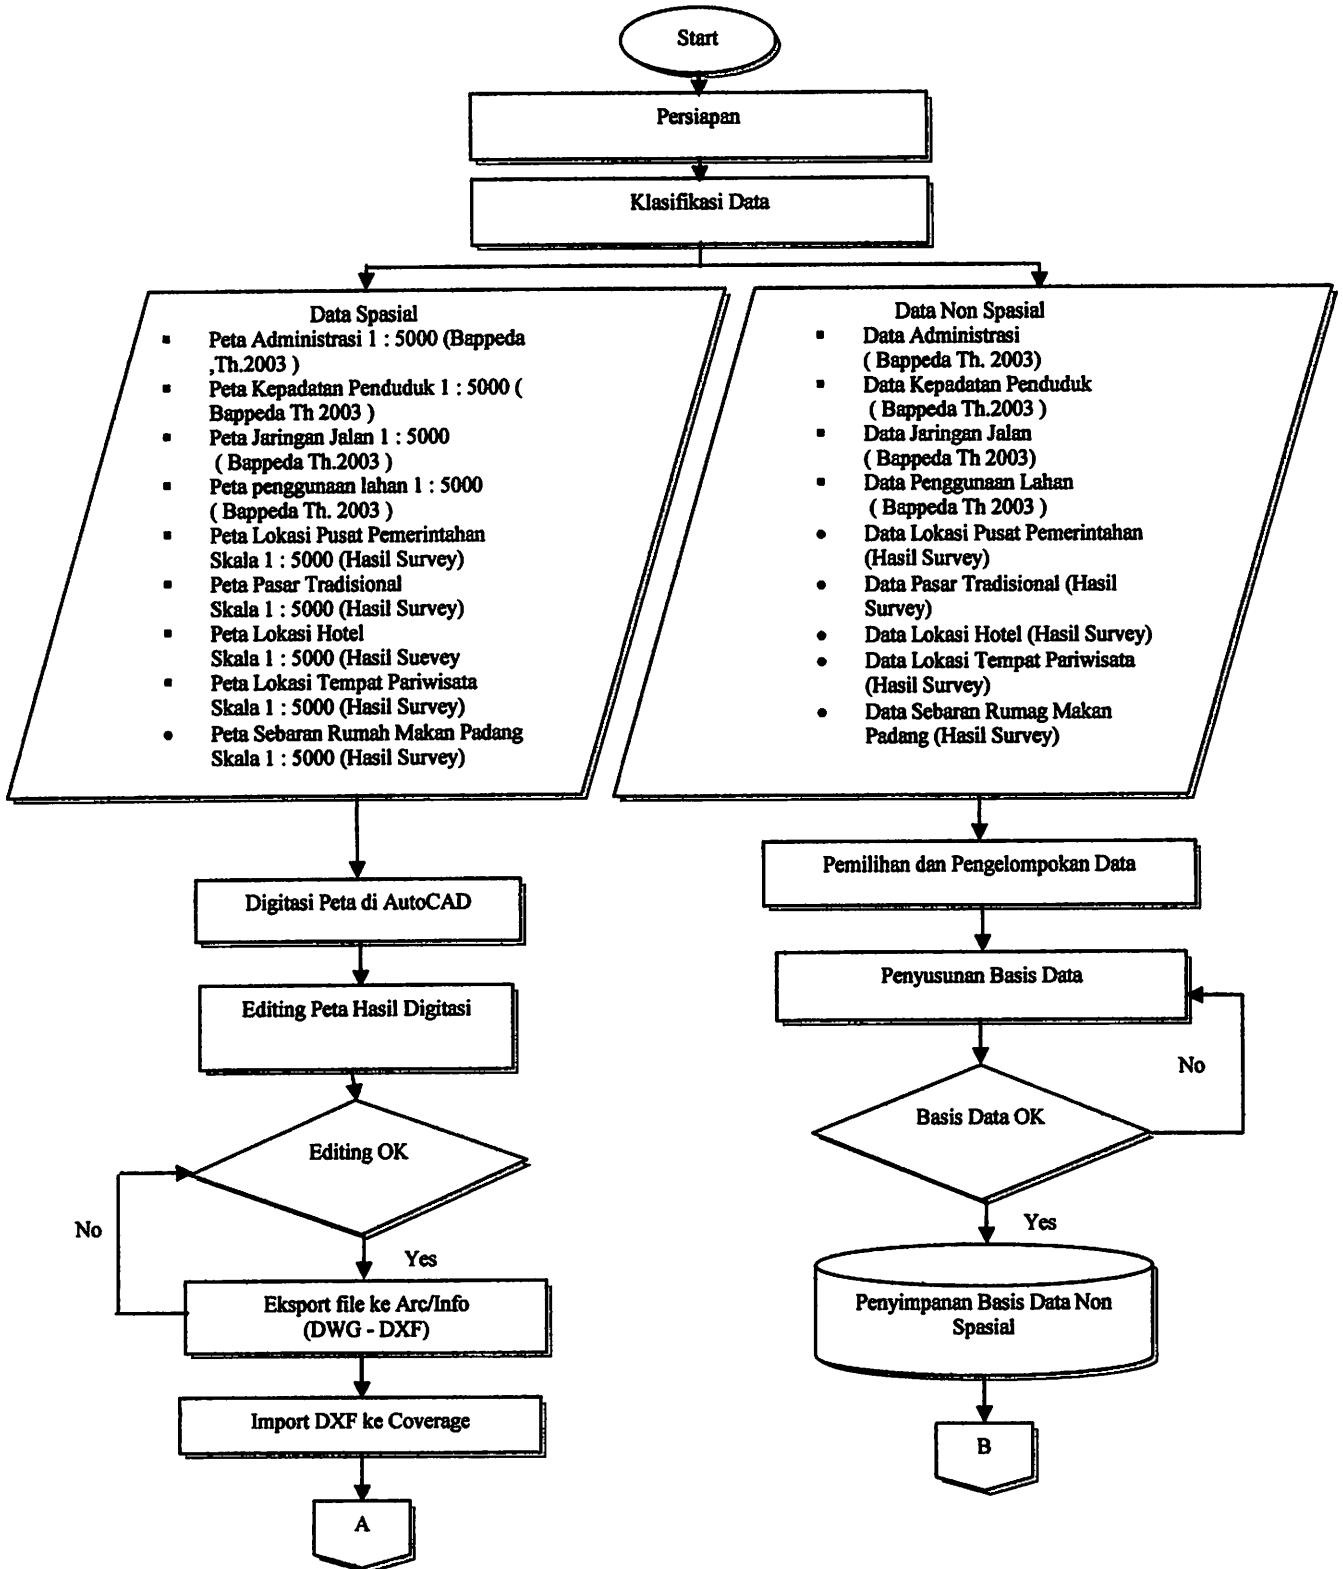 Start
Persiapan
Klasifikasi Data
Data Spasial
▪ Peta Administrasi 1 : 5000 (Bappeda
,Th.2003 )
▪ Peta Kepadatan Penduduk 1 : 5000 (
Bappeda Th 2003 )
▪ Peta Jaringan Jalan 1 : 5000
( Bappeda Th.2003 )
▪ Peta penggunaan lahan 1 : 5000
( Bappeda Th. 2003 )
▪ Peta Lokasi Pusat Pemerintahan
Skala 1 : 5000 (Hasil Survey)
▪ Peta Pasar Tradisional
Skala 1 : 5000 (Hasil Survey)
▪ Peta Lokasi Hotel
Skala 1 : 5000 (Hasil Suevey
▪ Peta Lokasi Tempat Pariwisata
Skala 1 : 5000 (Hasil Survey)
• Peta Sebaran Rumah Makan Padang
Skala 1 : 5000 (Hasil Survey)
Data Non Spasial
▪ Data Administrasi
( Bappeda Th. 2003)
▪ Data Kepadatan Penduduk
( Bappeda Th.2003 )
▪ Data Jaringan Jalan
( Bappeda Th 2003)
▪ Data Penggunaan Lahan
( Bappeda Th 2003 )
• Data Lokasi Pusat Pemerintahan
(Hasil Survey)
• Data Pasar Tradisional (Hasil
Survey)
• Data Lokasi Hotel (Hasil Survey)
• Data Lokasi Tempat Pariwisata
(Hasil Survey)
• Data Sebaran Rumag Makan
Padang (Hasil Survey)
Digitasi Peta di AutoCAD
Editing Peta Hasil Digitasi
Editing OK
No
Yes
Eksport file ke Arc/Info
(DWG - DXF)
Import DXF ke Coverage
A
Pemilihan dan Pengelompokan Data
Penyusunan Basis Data
No
Basis Data OK
Yes
Penyimpanan Basis Data Non
Spasial
B